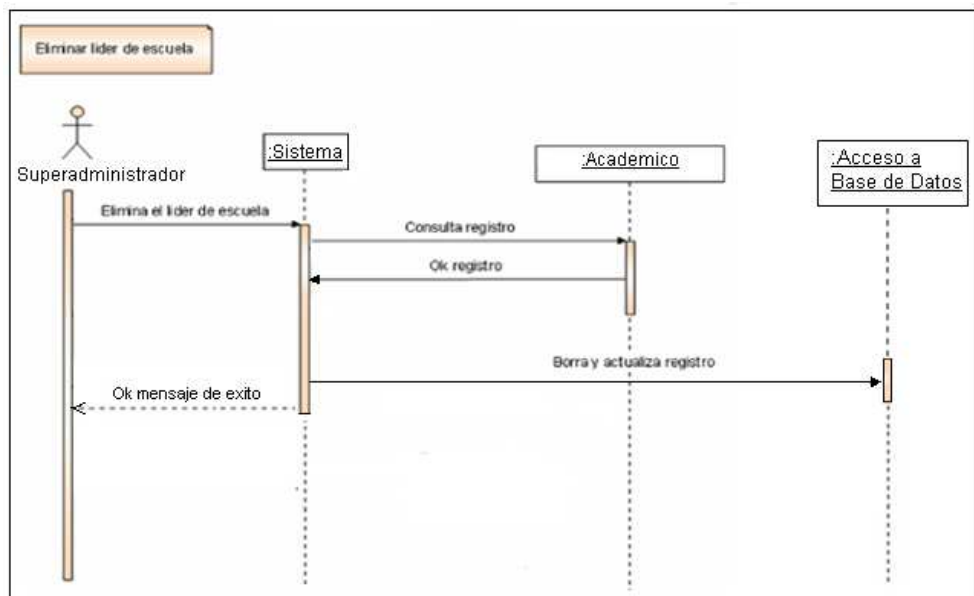 Eliminar lider de escuela
Superadministrador
:Sistema
:Academico
:Acceso a
Base de Datos
Elimina el lider de escuela
Consulta registro
Ok registro
Borra y actualiza registro
Ok mensaje de exito